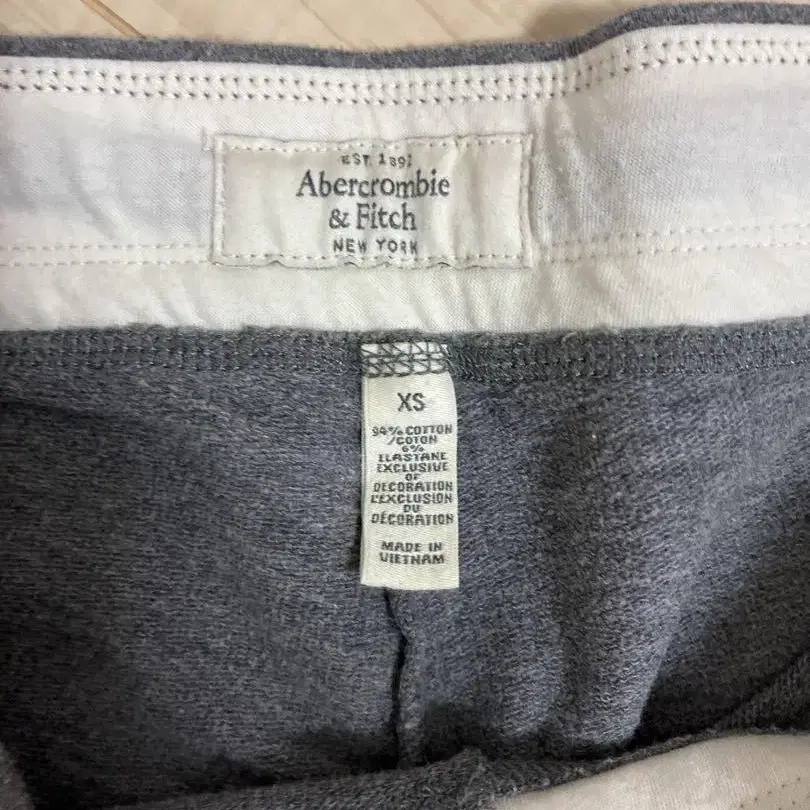 EST. 1892
Abercrombie
& Fitch
NEW YORK
XS
94% COTTON
/COTON
6%
ELASTANE
EXCLUSIVE
OF
DECORATION
L'EXCLUSION
DU
DÉCORATION
MADE IN
VIETNAM